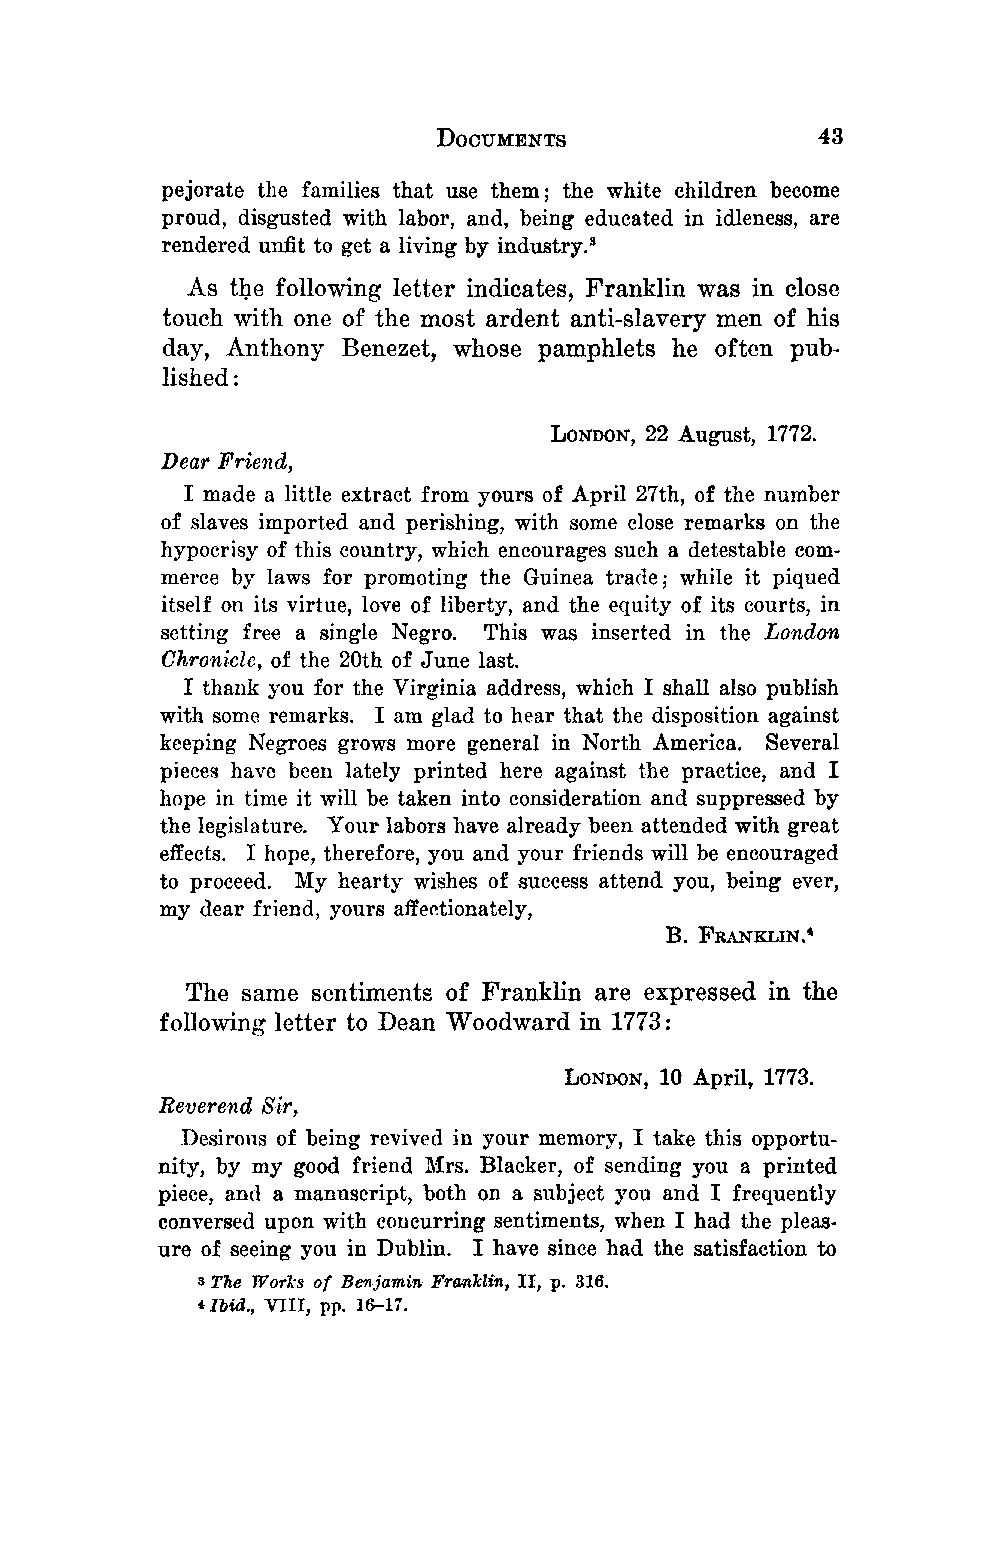 DOCUMENTS 43
pejorate the families that use them; the white children become
proud, disgusted with labor, and, being educated in idleness, are
rendered unfit to get a living by industry.³
As the following letter indicates, Franklin was in close
touch with one of the most ardent anti-slavery men of his
day, Anthony Benezet, whose pamphlets he often pub-
lished:
LONDON, 22 August, 1772.
Dear Friend,
I made a little extract from yours of April 27th, of the number
of slaves imported and perishing, with some close remarks on the
hypocrisy of this country, which encourages such a detestable com-
merce by laws for promoting the Guinea trade; while it piqued
itself on its virtue, love of liberty, and the equity of its courts, in
setting free a single Negro. This was inserted in the London
Chronicle, of the 20th of June last.
I thank you for the Virginia address, which I shall also publish
with some remarks. I am glad to hear that the disposition against
keeping Negroes grows more general in North America. Several
pieces have been lately printed here against the practice, and I
hope in time it will be taken into consideration and suppressed by
the legislature. Your labors have already been attended with great
effects. I hope, therefore, you and your friends will be encouraged
to proceed. My hearty wishes of success attend you, being ever,
my dear friend, yours affectionately,
B. FRANKLIN.⁴
The same sentiments of Franklin are expressed in the
following letter to Dean Woodward in 1773:
LONDON, 10 April, 1773.
Reverend Sir,
Desirous of being revived in your memory, I take this opportu-
nity, by my good friend Mrs. Blacker, of sending you a printed
piece, and a manuscript, both on a subject you and I frequently
conversed upon with concurring sentiments, when I had the pleas-
ure of seeing you in Dublin. I have since had the satisfaction to
³ The Works of Benjamin Franklin, II, p. 316.
⁴ Ibid., VIII, pp. 16–17.